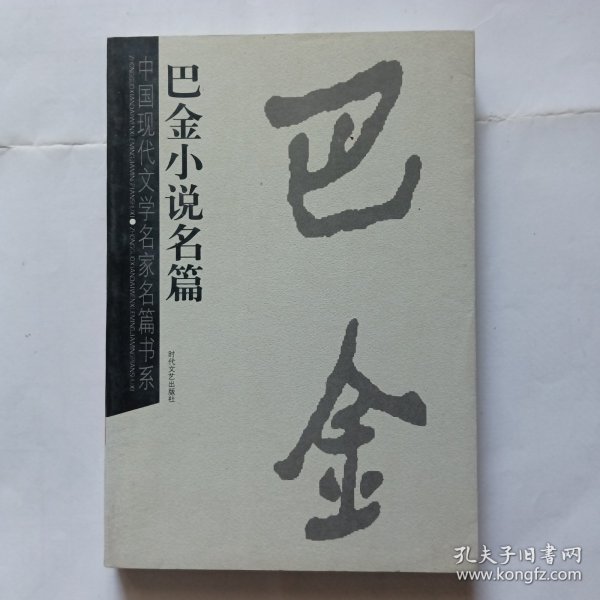 中国现代文学名家名篇书系
巴金小说名篇
时代文艺出版社
巴金
孔夫子旧书网
www.kongfz.com